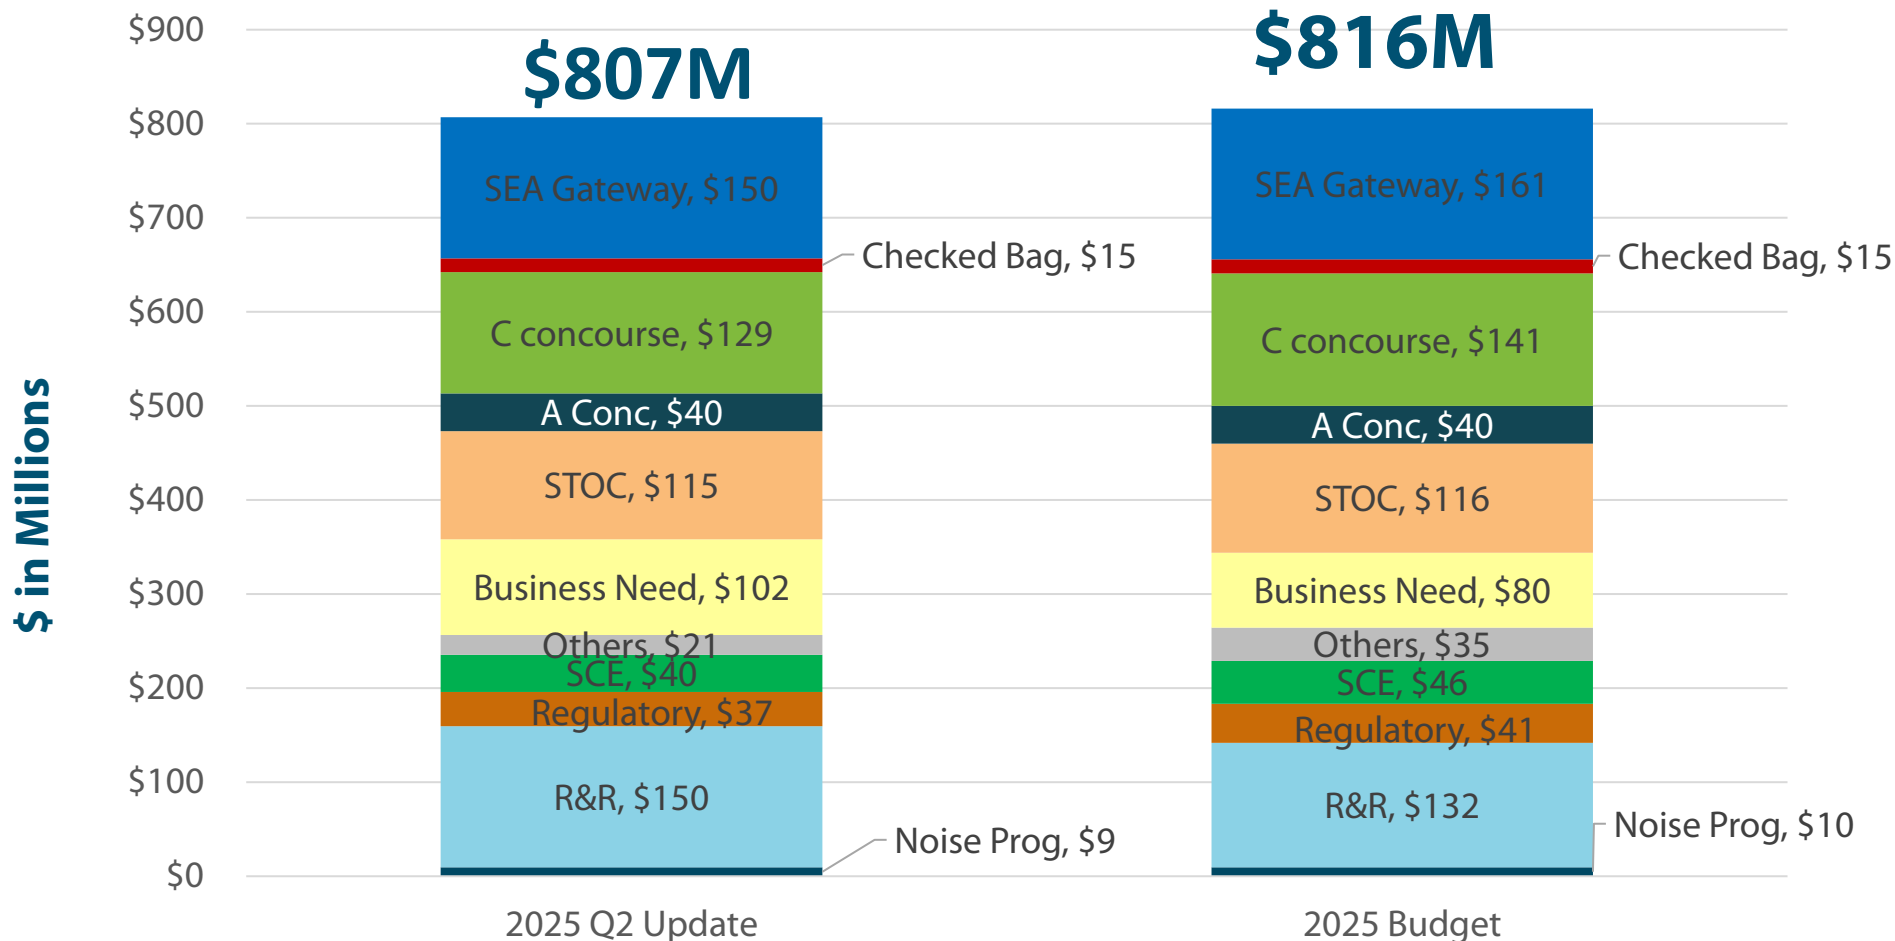 $807M
$816M
$ in Millions
$900
$800
$700
$600
$500
$400
$300
$200
$100
$0
SEA Gateway, $150
Checked Bag, $15
C concourse, $129
A Conc, $40
STOC, $115
Business Need, $102
Others, $21
SCE, $40
Regulatory, $37
R&R, $150
Noise Prog, $9
2025 Q2 Update
SEA Gateway, $161
Checked Bag, $15
C concourse, $141
A Conc, $40
STOC, $116
Business Need, $80
Others, $35
SCE, $46
Regulatory, $41
R&R, $132
Noise Prog, $10
2025 Budget